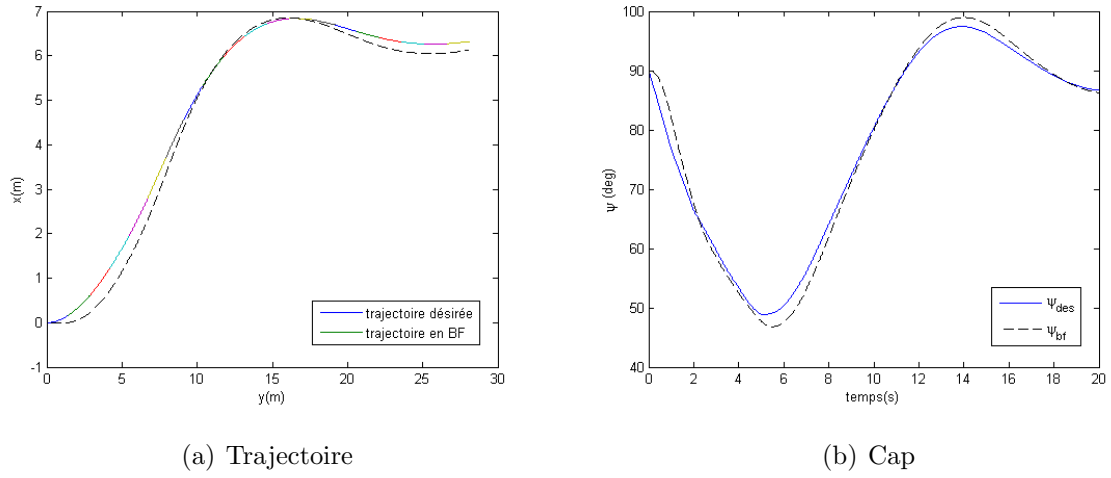 7
6
5
4
3
2
1
0
-1
x(m)
0 5 10 15 20 25 30
y(m)
trajectoire désirée
trajectoire en BF
(a) Trajectoire
100
90
80
70
60
50
40
ψ (deg)
0 2 4 6 8 10 12 14 16 18 20
temps(s)
ψdes
ψbf
(b) Cap